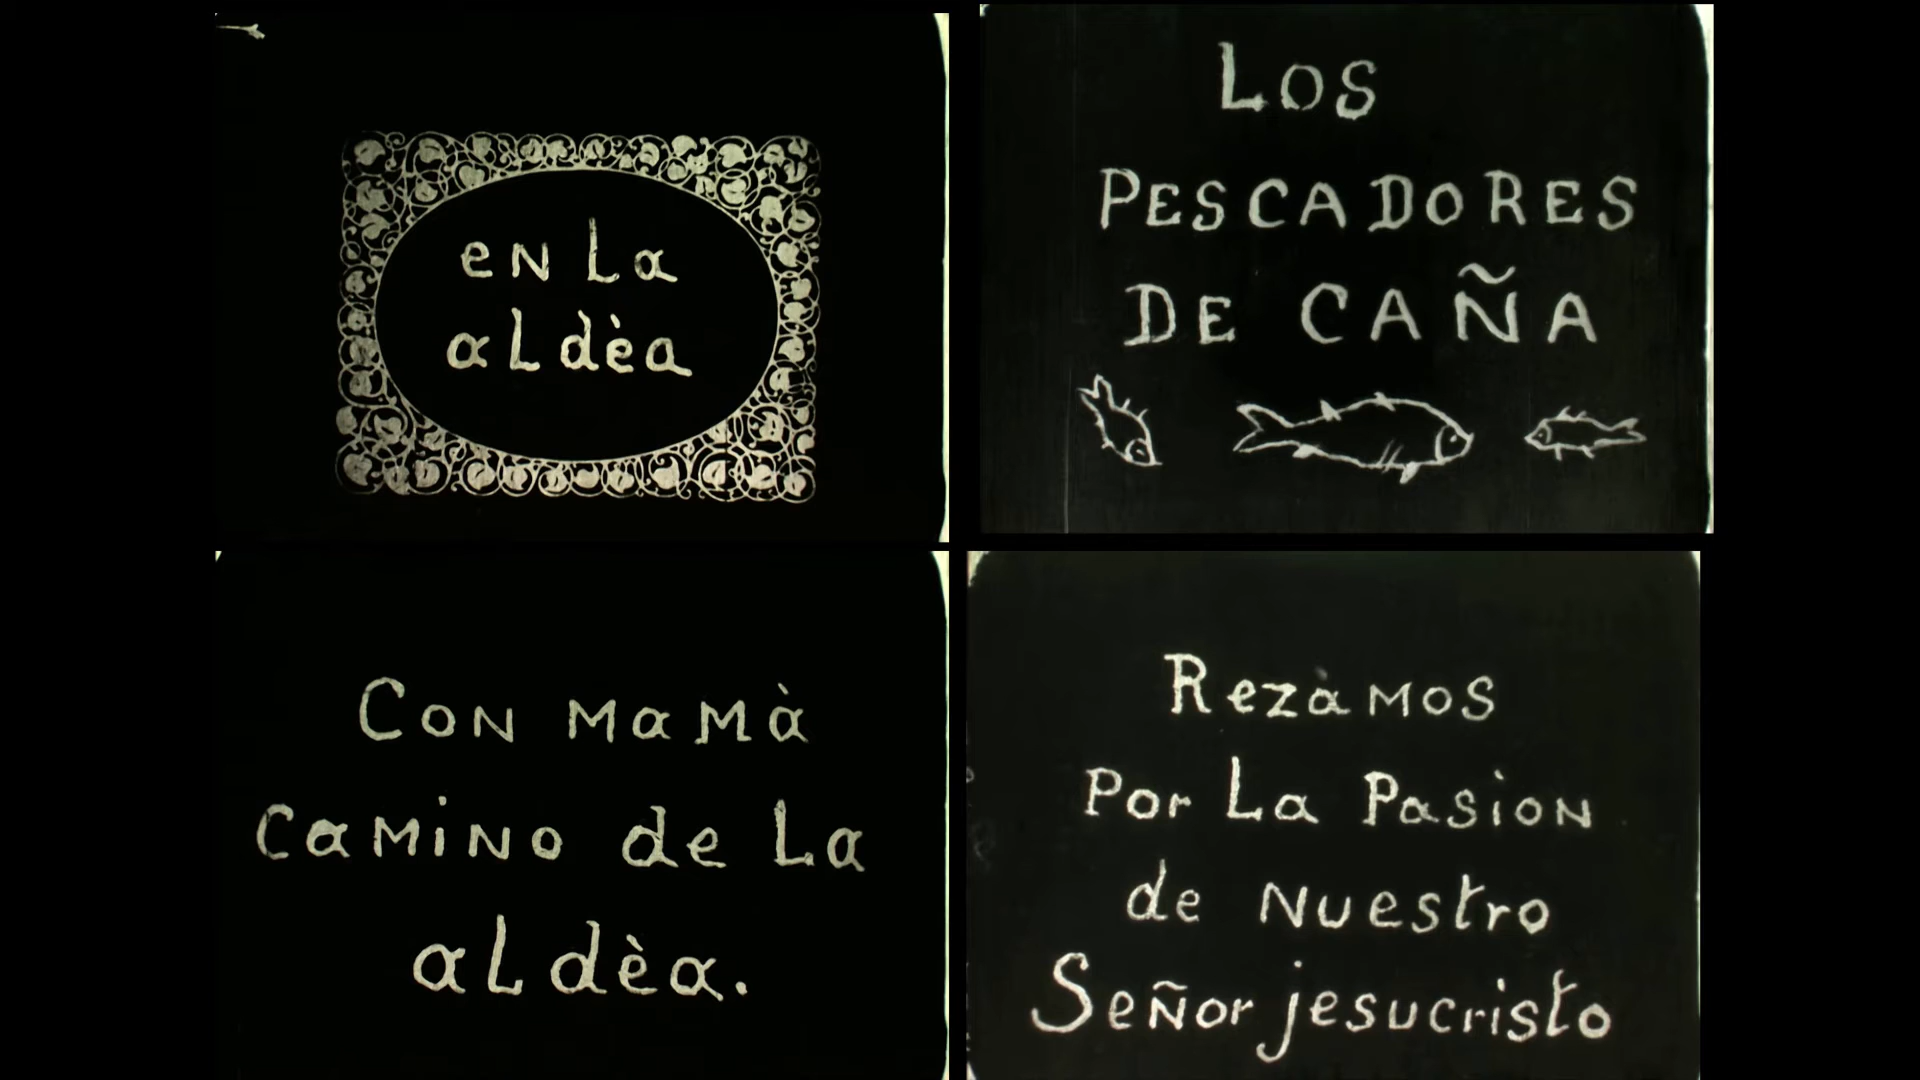 en La
aLdèa
LOS
PESCADORES
DE CAÑA
Con mamà
camino de La
aLdèa.
Rezàmos
Por La Pasion
de Nuestro
Señor jesucristo